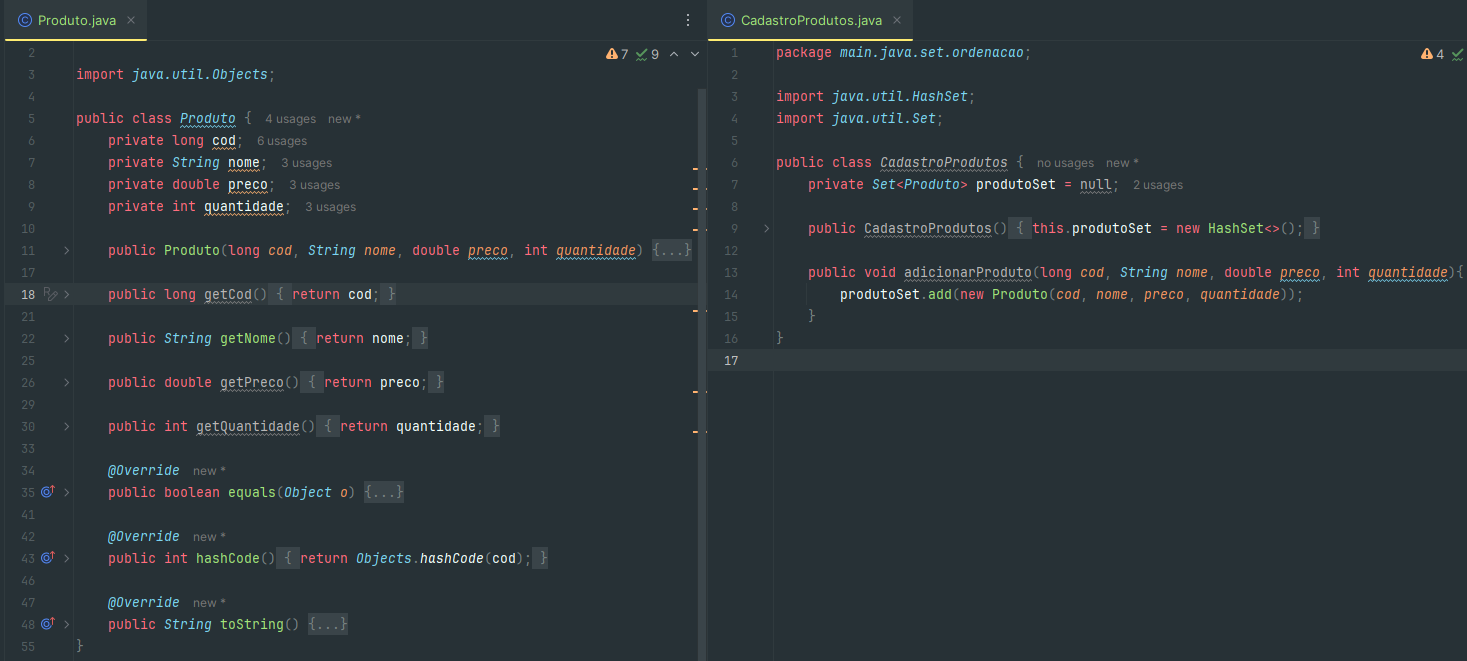 Produto.java
7 9
2
3 import java.util.Objects;
4
5 public class Produto { 4 usages new *
6 private long cod; 6 usages
7 private String nome; 3 usages
8 private double preco; 3 usages
9 private int quantidade; 3 usages
10
11 public Produto(long cod, String nome, double preco, int quantidade) {...}
17
18 public long getCod() { return cod; }
21
22 public String getNome() { return nome; }
25
26 public double getPreco() { return preco; }
29
30 public int getQuantidade() { return quantidade; }
33
34 @Override new *
35 public boolean equals(Object o) {...}
41
42 @Override new *
43 public int hashCode() { return Objects.hashCode(cod); }
46
47 @Override new *
48 public String toString() {...}
55 }
CadastroProdutos.java
4
1 package main.java.set.ordenacao;
2
3 import java.util.HashSet;
4 import java.util.Set;
5
6 public class CadastroProdutos { no usages new *
7 private Set<Produto> produtoSet = null; 2 usages
8
9 public CadastroProdutos() { this.produtoSet = new HashSet<>(); }
12
13 public void adicionarProduto(long cod, String nome, double preco, int quantidade){
14 produtoSet.add(new Produto(cod, nome, preco, quantidade));
15 }
16 }
17